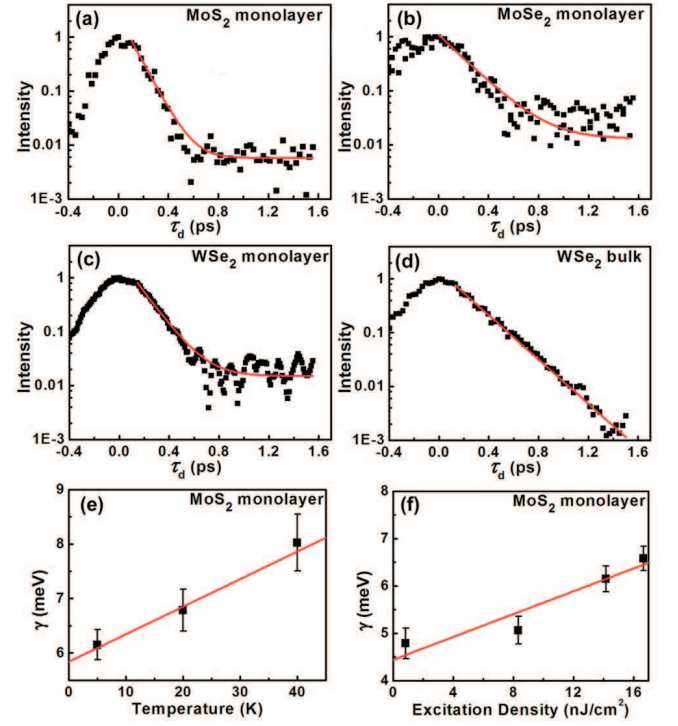 (a) MoS₂ monolayer
1
0.1
0.01
1E-3
Intensity
-0.4 0.0 0.4 0.8 1.2 1.6
τd (ps)
(b) MoSe₂ monolayer
1
0.1
0.01
1E-3
Intensity
-0.4 0.0 0.4 0.8 1.2 1.6
τd (ps)
(c) WSe₂ monolayer
1
0.1
0.01
1E-3
Intensity
-0.4 0.0 0.4 0.8 1.2 1.6
τd (ps)
(d) WSe₂ bulk
1
0.1
0.01
1E-3
Intensity
-0.4 0.0 0.4 0.8 1.2 1.6
τd (ps)
(e) MoS₂ monolayer
9
8
7
6
γ (meV)
0 10 20 30 40
Temperature (K)
(f) MoS₂ monolayer
8
7
6
5
4
γ (meV)
0 4 8 12 16
Excitation Density (nJ/cm²)